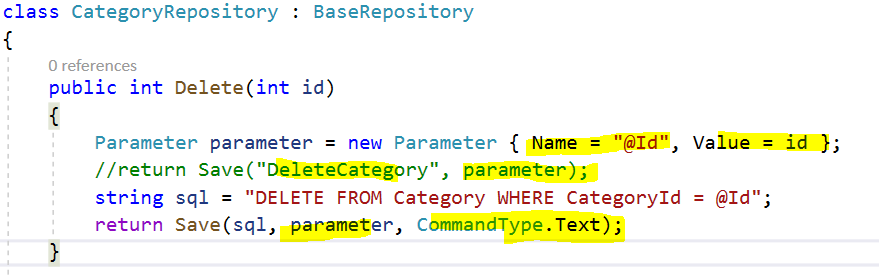 class CategoryRepository : BaseRepository
{
0 references
public int Delete(int id)
{
Parameter parameter = new Parameter { Name = "@Id", Value = id };
//return Save("DeleteCategory", parameter);
string sql = "DELETE FROM Category WHERE CategoryId = @Id";
return Save(sql, parameter, CommandType.Text);
}